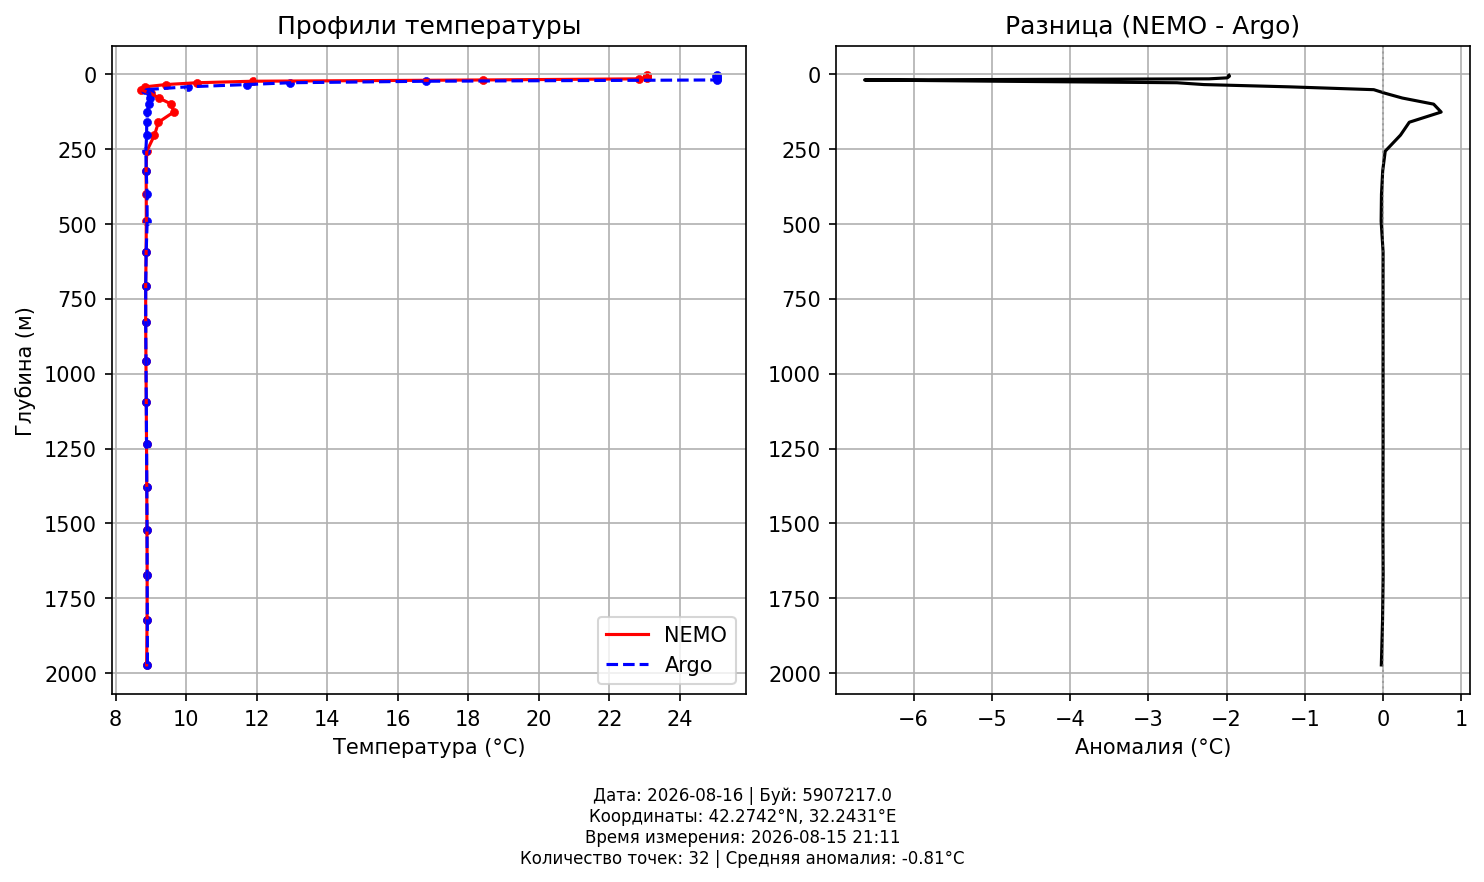 Профили температуры
Разница (NEMO - Argo)
Глубина (м)
0
250
500
750
1000
1250
1500
1750
2000
8 10 12 14 16 18 20 22 24
Температура (°C)
NEMO
Argo
0
250
500
750
1000
1250
1500
1750
2000
−6 −5 −4 −3 −2 −1 0 1
Аномалия (°C)
Дата: 2026-08-16 | Буй: 5907217.0
Координаты: 42.2742°N, 32.2431°E
Время измерения: 2026-08-15 21:11
Количество точек: 32 | Средняя аномалия: -0.81°C